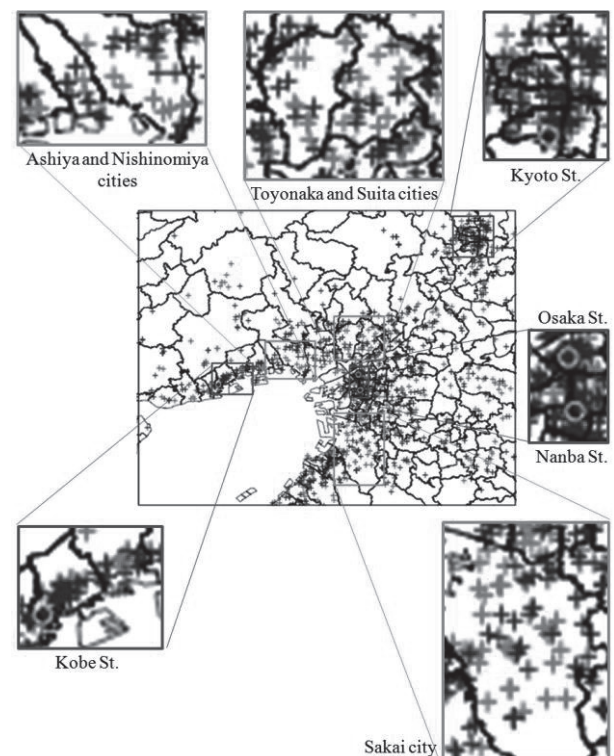 Ashiya and Nishinomiya
cities
Toyonaka and Suita cities
Kyoto St.
Osaka St.
Nanba St.
Kobe St.
Sakai city